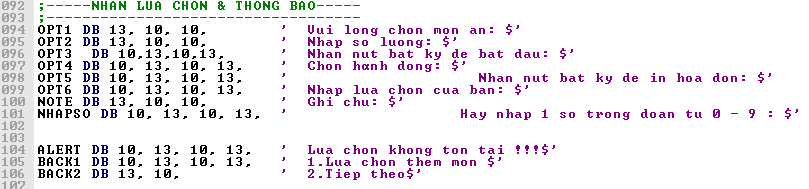 092 ;-----NHAN LUA CHON & THONG BAO-----
093 ;-----------------------------------
094 OPT1 DB 13, 10, 10, ' Vui long chon mon an: $'
095 OPT2 DB 13, 10, 10, ' Nhap so luong: $'
096 OPT3 DB 10,13,10,13, ' Nhan nut bat ky de bat dau: $'
097 OPT4 DB 10, 13, 10, 13, ' Chon hœnh dong: $'
098 OPT5 DB 10, 13, 10, 13, ' Nhan nut bat ky de in hoa don: $'
099 OPT6 DB 10, 13, 10, 13, ' Nhap lua chon cua ban: $'
100 NOTE DB 13, 10, 10, ' Ghi chu: $'
101 NHAPSO DB 10, 13, 10, 13, ' Hay nhap 1 so trong doan tu 0 - 9 : $'
102
103
104 ALERT DB 10, 13, 10, 13, ' Lua chon khong ton tai !!!$'
105 BACK1 DB 10, 13, 10, 13, ' 1.Lua chon them mon $'
106 BACK2 DB 13, 10, ' 2.Tiep theo$'
107